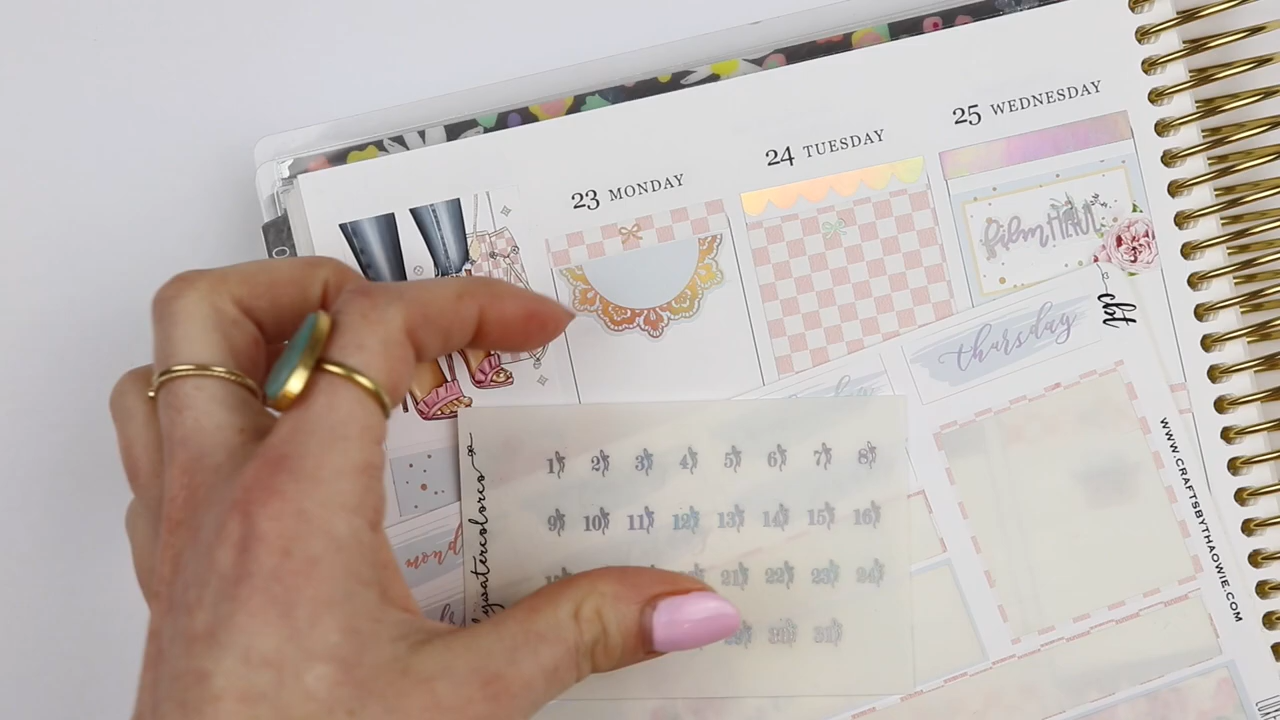 25 WEDNESDAY
24 TUESDAY
23 MONDAY
film HAUL
cbt
thursday
WWW.CRAFTSBYTHAOWIE.COM
1 2 3 4 5 6 7 8
9 10 11 12 13 14 15 16
21 22 23 24
29 30 31